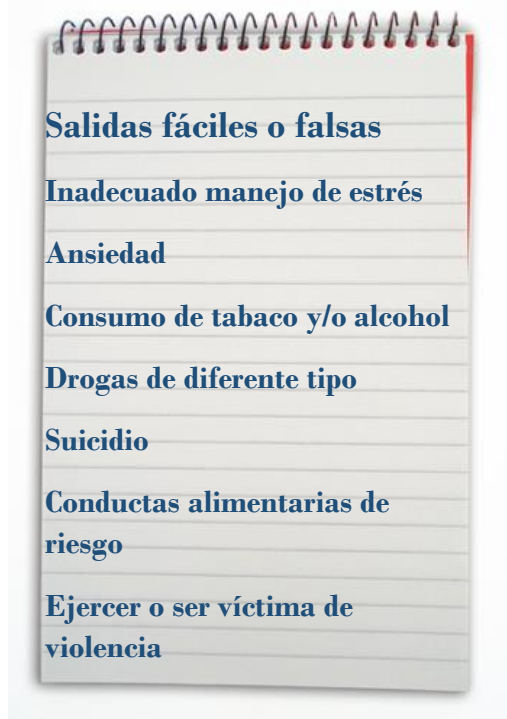 Salidas fáciles o falsas
Inadecuado manejo de estrés
Ansiedad
Consumo de tabaco y/o alcohol
Drogas de diferente tipo
Suicidio
Conductas alimentarias de
riesgo
Ejercer o ser víctima de
violencia